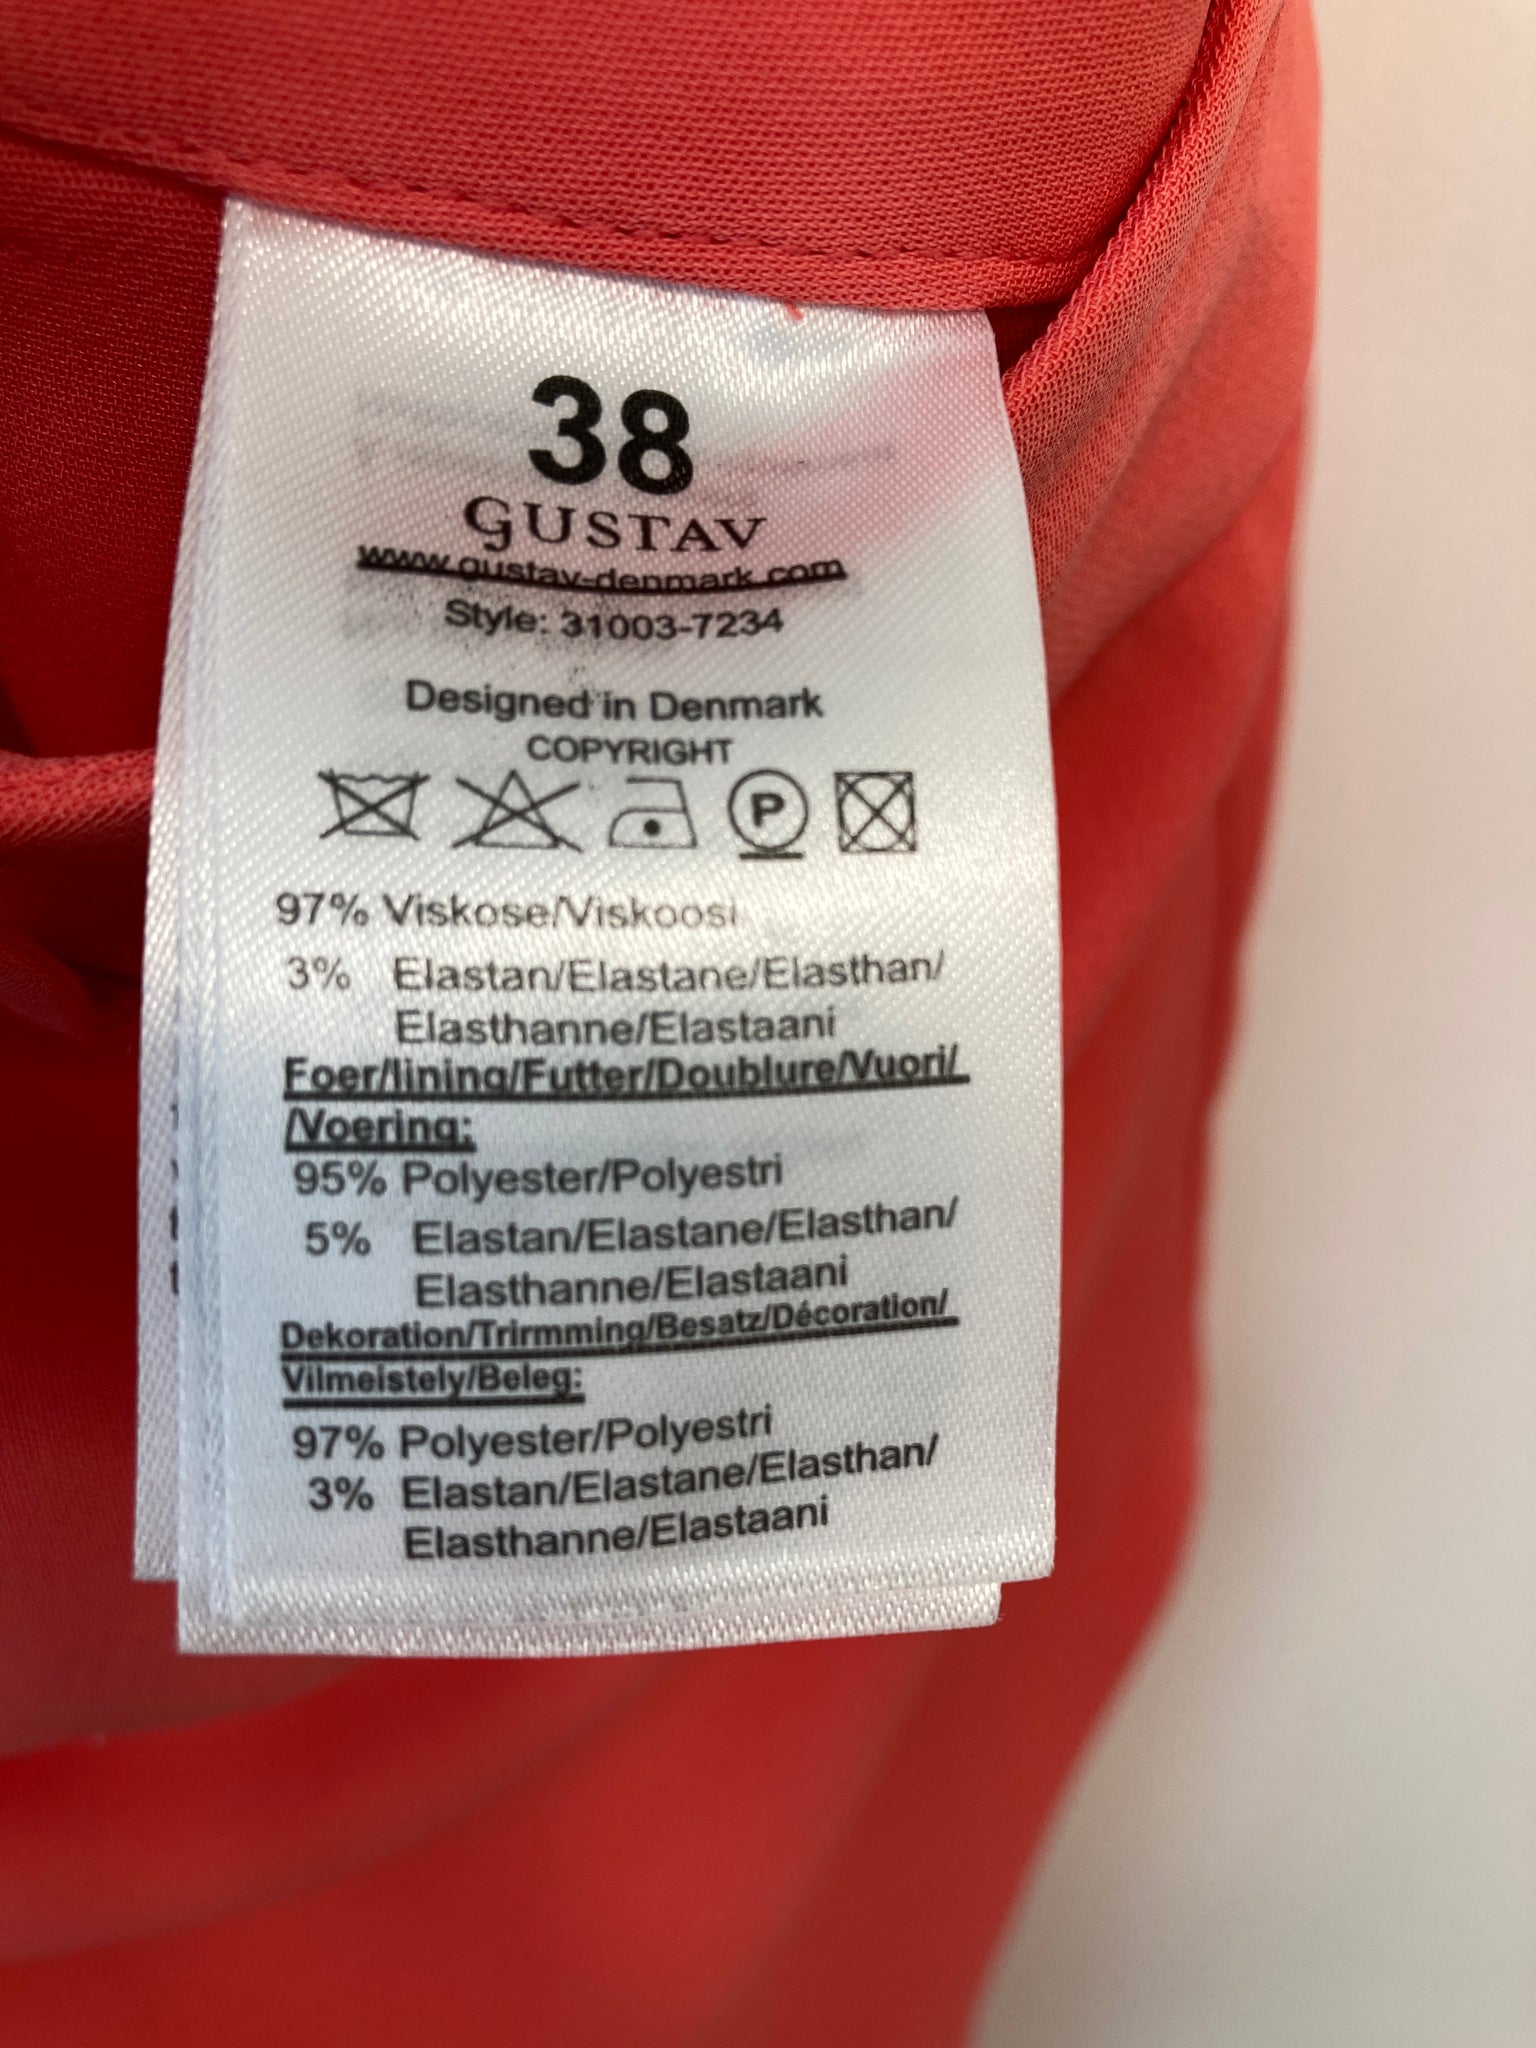 38
GUSTAV
www.gustav-denmark.com
Style: 31003-7234
Designed in Denmark
COPYRIGHT
P
97% Viskose/Viskoosi
3% Elastan/Elastane/Elasthan/
Elasthanne/Elastaani
Foer/lining/Futter/Doublure/Vuori/
/Voering:
95% Polyester/Polyestri
5% Elastan/Elastane/Elasthan/
Elasthanne/Elastaani
Dekoration/Trirmming/Besatz/Décoration/
Vilmeistely/Beleg:
97% Polyester/Polyestri
3% Elastan/Elastane/Elasthan/
Elasthanne/Elastaani